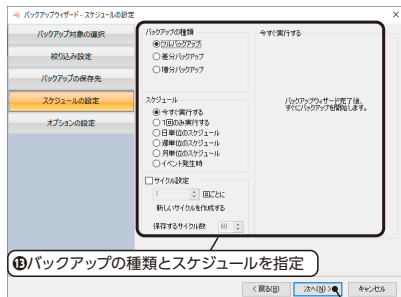 バックアップウィザード - スケジュールの設定
バックアップ対象の選択
絞り込み設定
バックアップの保存先
スケジュールの設定
オプションの設定
バックアップの種類
フルバックアップ
差分バックアップ
増分バックアップ
スケジュール
今すぐ実行する
1回のみ実行する
日単位のスケジュール
週単位のスケジュール
月単位のスケジュール
イベント発生時
サイクル設定
1 回ごとに
新しいサイクルを作成する
保存するサイクル数 60
今すぐ実行する
バックアップウィザード完了後、
すぐにバックアップを開始します。
⓭バックアップの種類とスケジュールを指定
< 戻る(B) 次へ(N) > キャンセル